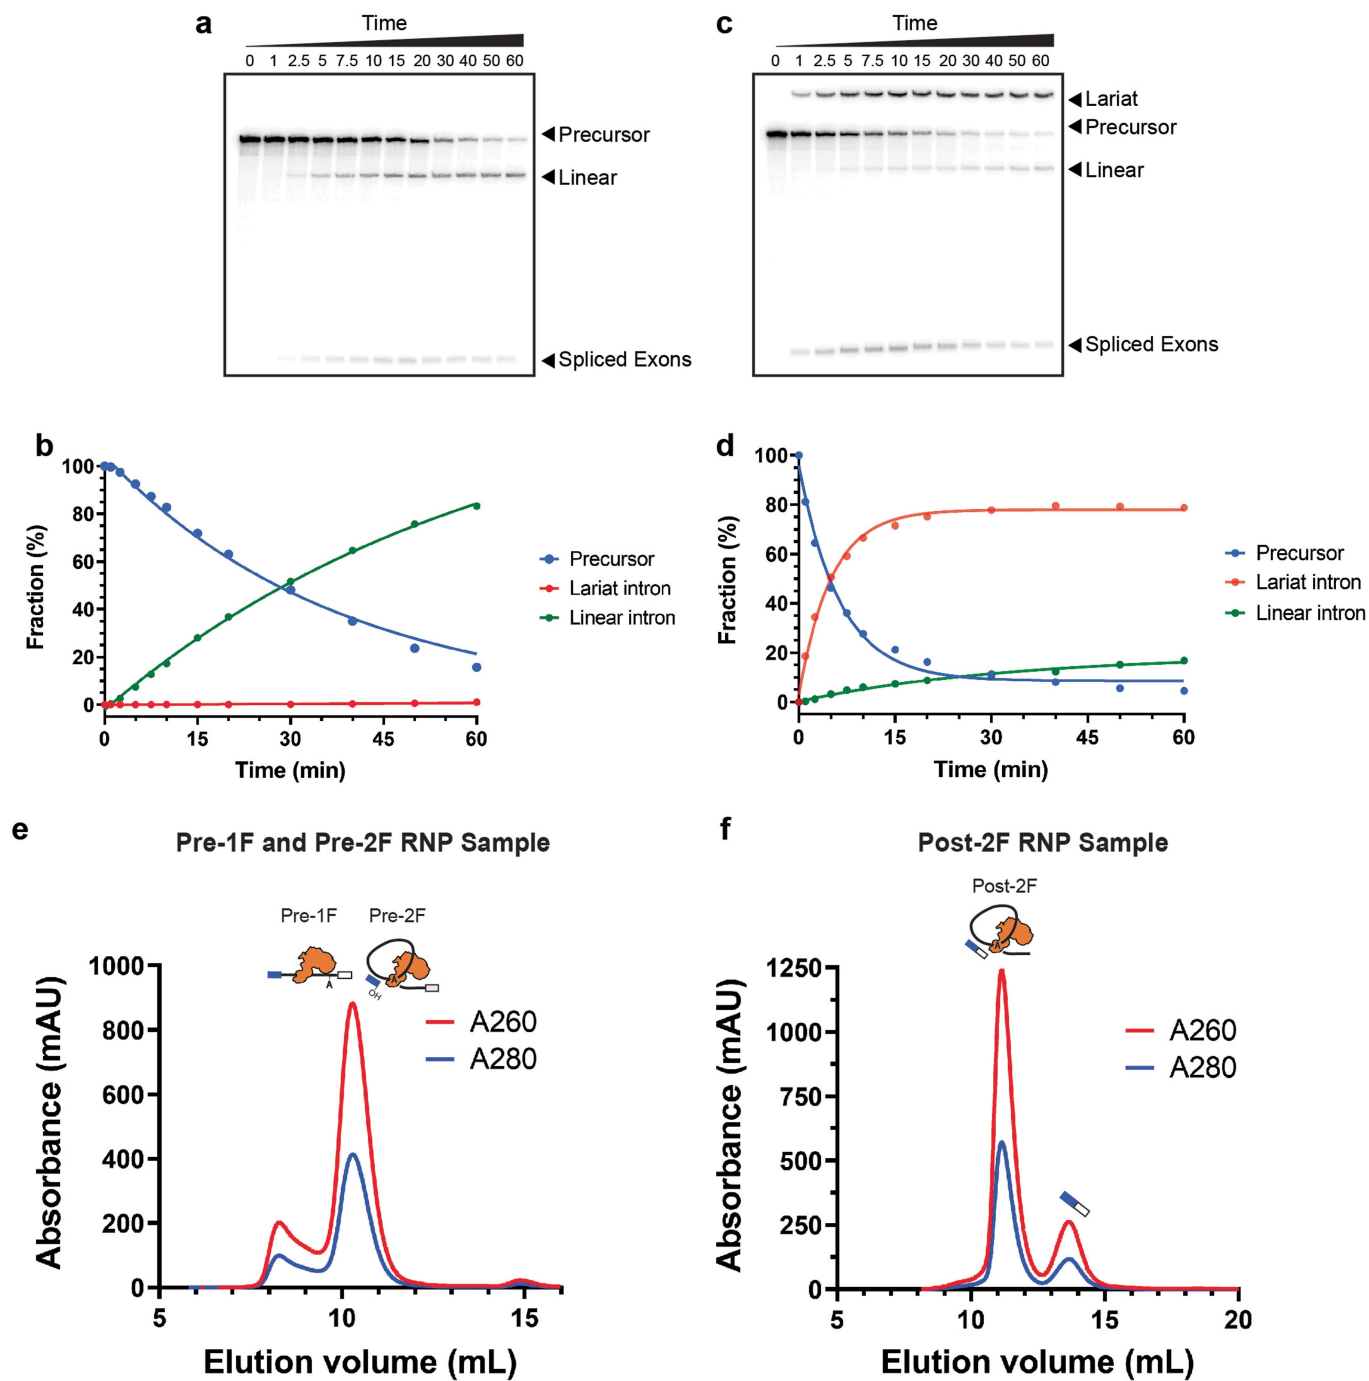 a
Time
0 1 2.5 5 7.5 10 15 20 30 40 50 60
Precursor
Linear
Spliced Exons
c
Time
0 1 2.5 5 7.5 10 15 20 30 40 50 60
Lariat
Precursor
Linear
Spliced Exons
b
Fraction (%)
100
80
60
40
20
0
0 15 30 45 60
Time (min)
Precursor
Lariat intron
Linear intron
d
Fraction (%)
100
80
60
40
20
0
0 15 30 45 60
Time (min)
Precursor
Lariat intron
Linear intron
e
Pre-1F and Pre-2F RNP Sample
Pre-1F Pre-2F
A
A
OH
A260
A280
Absorbance (mAU)
1000
800
600
400
200
0
5 10 15
Elution volume (mL)
f
Post-2F RNP Sample
Post-2F
A
A260
A280
Absorbance (mAU)
1250
1000
750
500
250
0
5 10 15 20
Elution volume (mL)